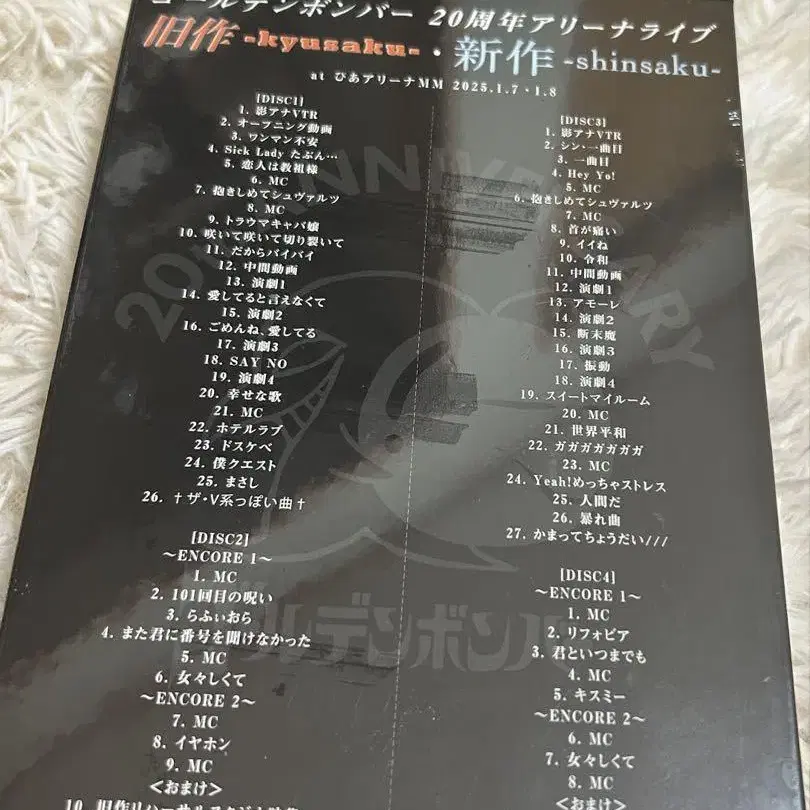 ゴールデンボンバー 20周年アリーナライブ
旧作-kyusaku-・新作-shinsaku-
at ぴあアリーナMM 2025.1.7・1.8
[DISC1]
1. 影アナVTR
2. オープニング動画
3. ワンマン不安
4. Sick Lady たぶん…
5. 恋人は教祖様
6. MC
7. 抱きしめてシュヴァルツ
8. MC
9. トラウマキャバ嬢
10. 咲いて咲いて切り裂いて
11. だからバイバイ
12. 中間動画
13. 演劇1
14. 愛してると言えなくて
15. 演劇2
16. ごめんね、愛してる
17. 演劇3
18. SAY NO
19. 演劇4
20. 幸せな歌
21. MC
22. ホテルラブ
23. ドスケベ
24. 僕クエスト
25. まさし
26. †ザ・V系っぽい曲†
[DISC2]
～ENCORE 1～
1. MC
2. 101回目の呪い
3. らふぃおら
4. また君に番号を聞けなかった
5. MC
6. 女々しくて
～ENCORE 2～
7. MC
8. イヤホン
9. MC
<おまけ>
10. 旧作リハーサルスタジオ映像
[DISC3]
1. 影アナVTR
2. シン・一曲目
3. 一曲目
4. Hey Yo!
5. MC
6. 抱きしめてシュヴァルツ
7. MC
8. 首が痛い
9. イイね
10. 令和
11. 中間動画
12. 演劇1
13. アモーレ
14. 演劇2
15. 断末魔
16. 演劇3
17. 振動
18. 演劇4
19. スイートマイルーム
20. MC
21. 世界平和
22. ガガガガガガガ
23. MC
24. Yeah!めっちゃストレス
25. 人間だ
26. 暴れ曲
27. かまってちょうだい///
[DISC4]
～ENCORE 1～
1. MC
2. リフォビア
3. 君といつまでも
4. MC
5. キスミー
～ENCORE 2～
6. MC
7. 女々しくて
8. MC
<おまけ>
20TH ANNIVERSARY
ゴールデンボンバー